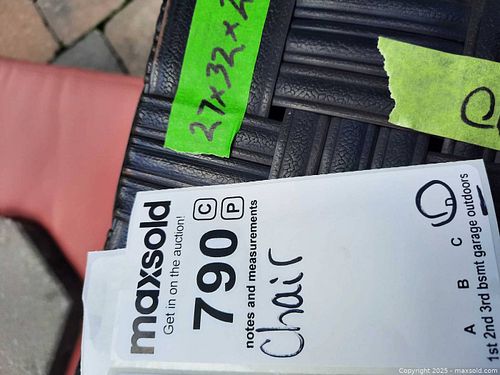 27x32x2
maxsold
Get in on the auction!
790 C P
notes and measurements
Chair
A B C D
1st 2nd 3rd bsmt garage outdoors
Copyright 2025 - maxsold.com